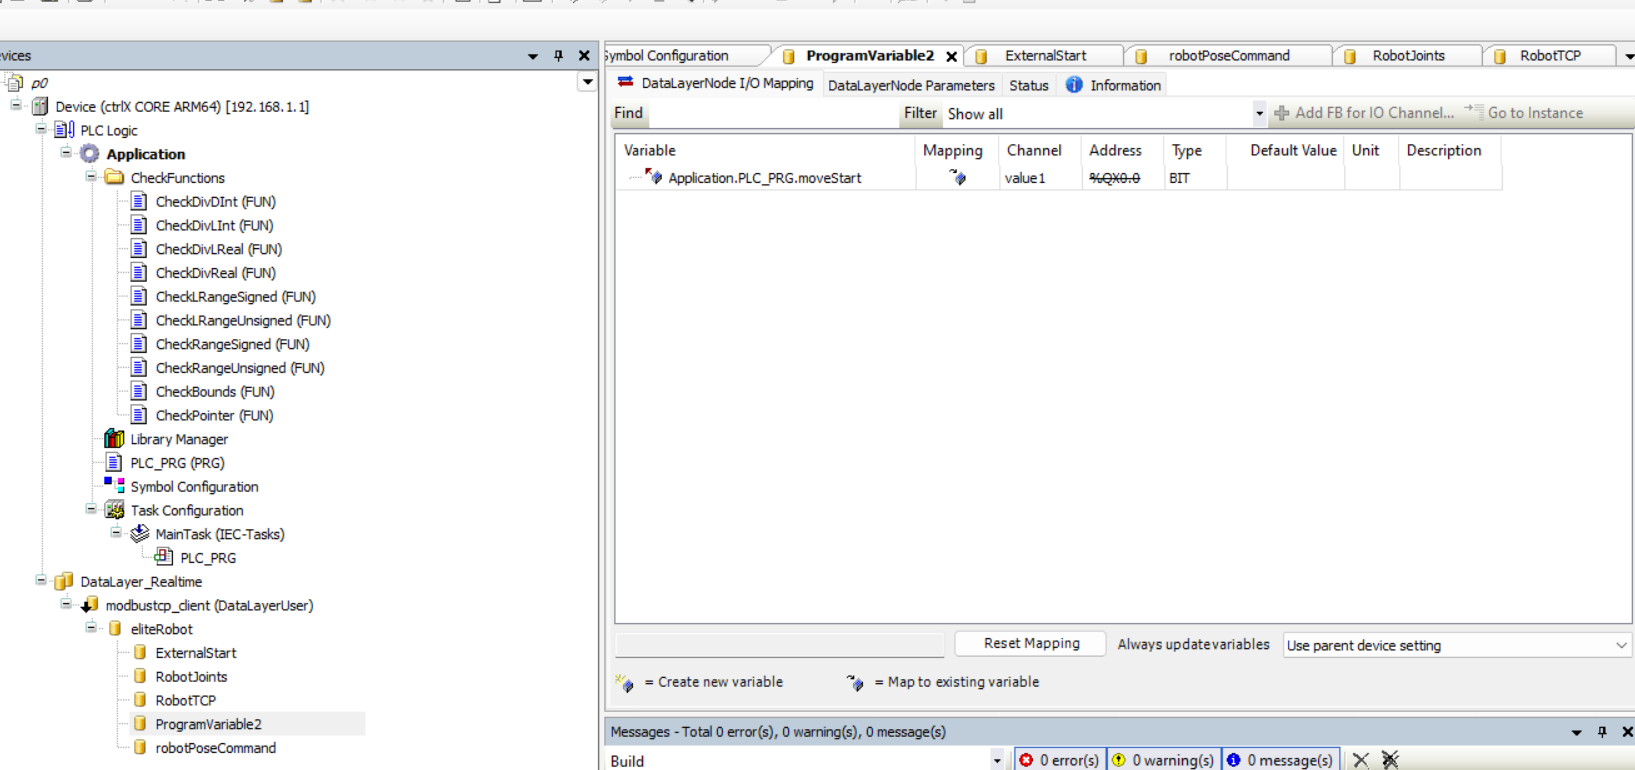 evices
p0
Device (ctrlX CORE ARM64) [192.168.1.1]
PLC Logic
Application
CheckFunctions
CheckDivDInt (FUN)
CheckDivLInt (FUN)
CheckDivLReal (FUN)
CheckDivReal (FUN)
CheckLRangeSigned (FUN)
CheckLRangeUnsigned (FUN)
CheckRangeSigned (FUN)
CheckRangeUnsigned (FUN)
CheckBounds (FUN)
CheckPointer (FUN)
Library Manager
PLC_PRG (PRG)
Symbol Configuration
Task Configuration
MainTask (IEC-Tasks)
PLC_PRG
DataLayer_Realtime
modbustcp_client (DataLayerUser)
eliteRobot
ExternalStart
RobotJoints
RobotTCP
ProgramVariable2
robotPoseCommand
Symbol Configuration ProgramVariable2 ExternalStart robotPoseCommand RobotJoints RobotTCP
DataLayerNode I/O Mapping DataLayerNode Parameters Status Information
Find Filter Show all Add FB for IO Channel... Go to Instance
Variable Mapping Channel Address Type Default Value Unit Description
Application.PLC_PRG.moveStart value1 %QX0.0 BIT
Reset Mapping Always update variables Use parent device setting
= Create new variable = Map to existing variable
Messages - Total 0 error(s), 0 warning(s), 0 message(s)
Build 0 error(s) 0 warning(s) 0 message(s)